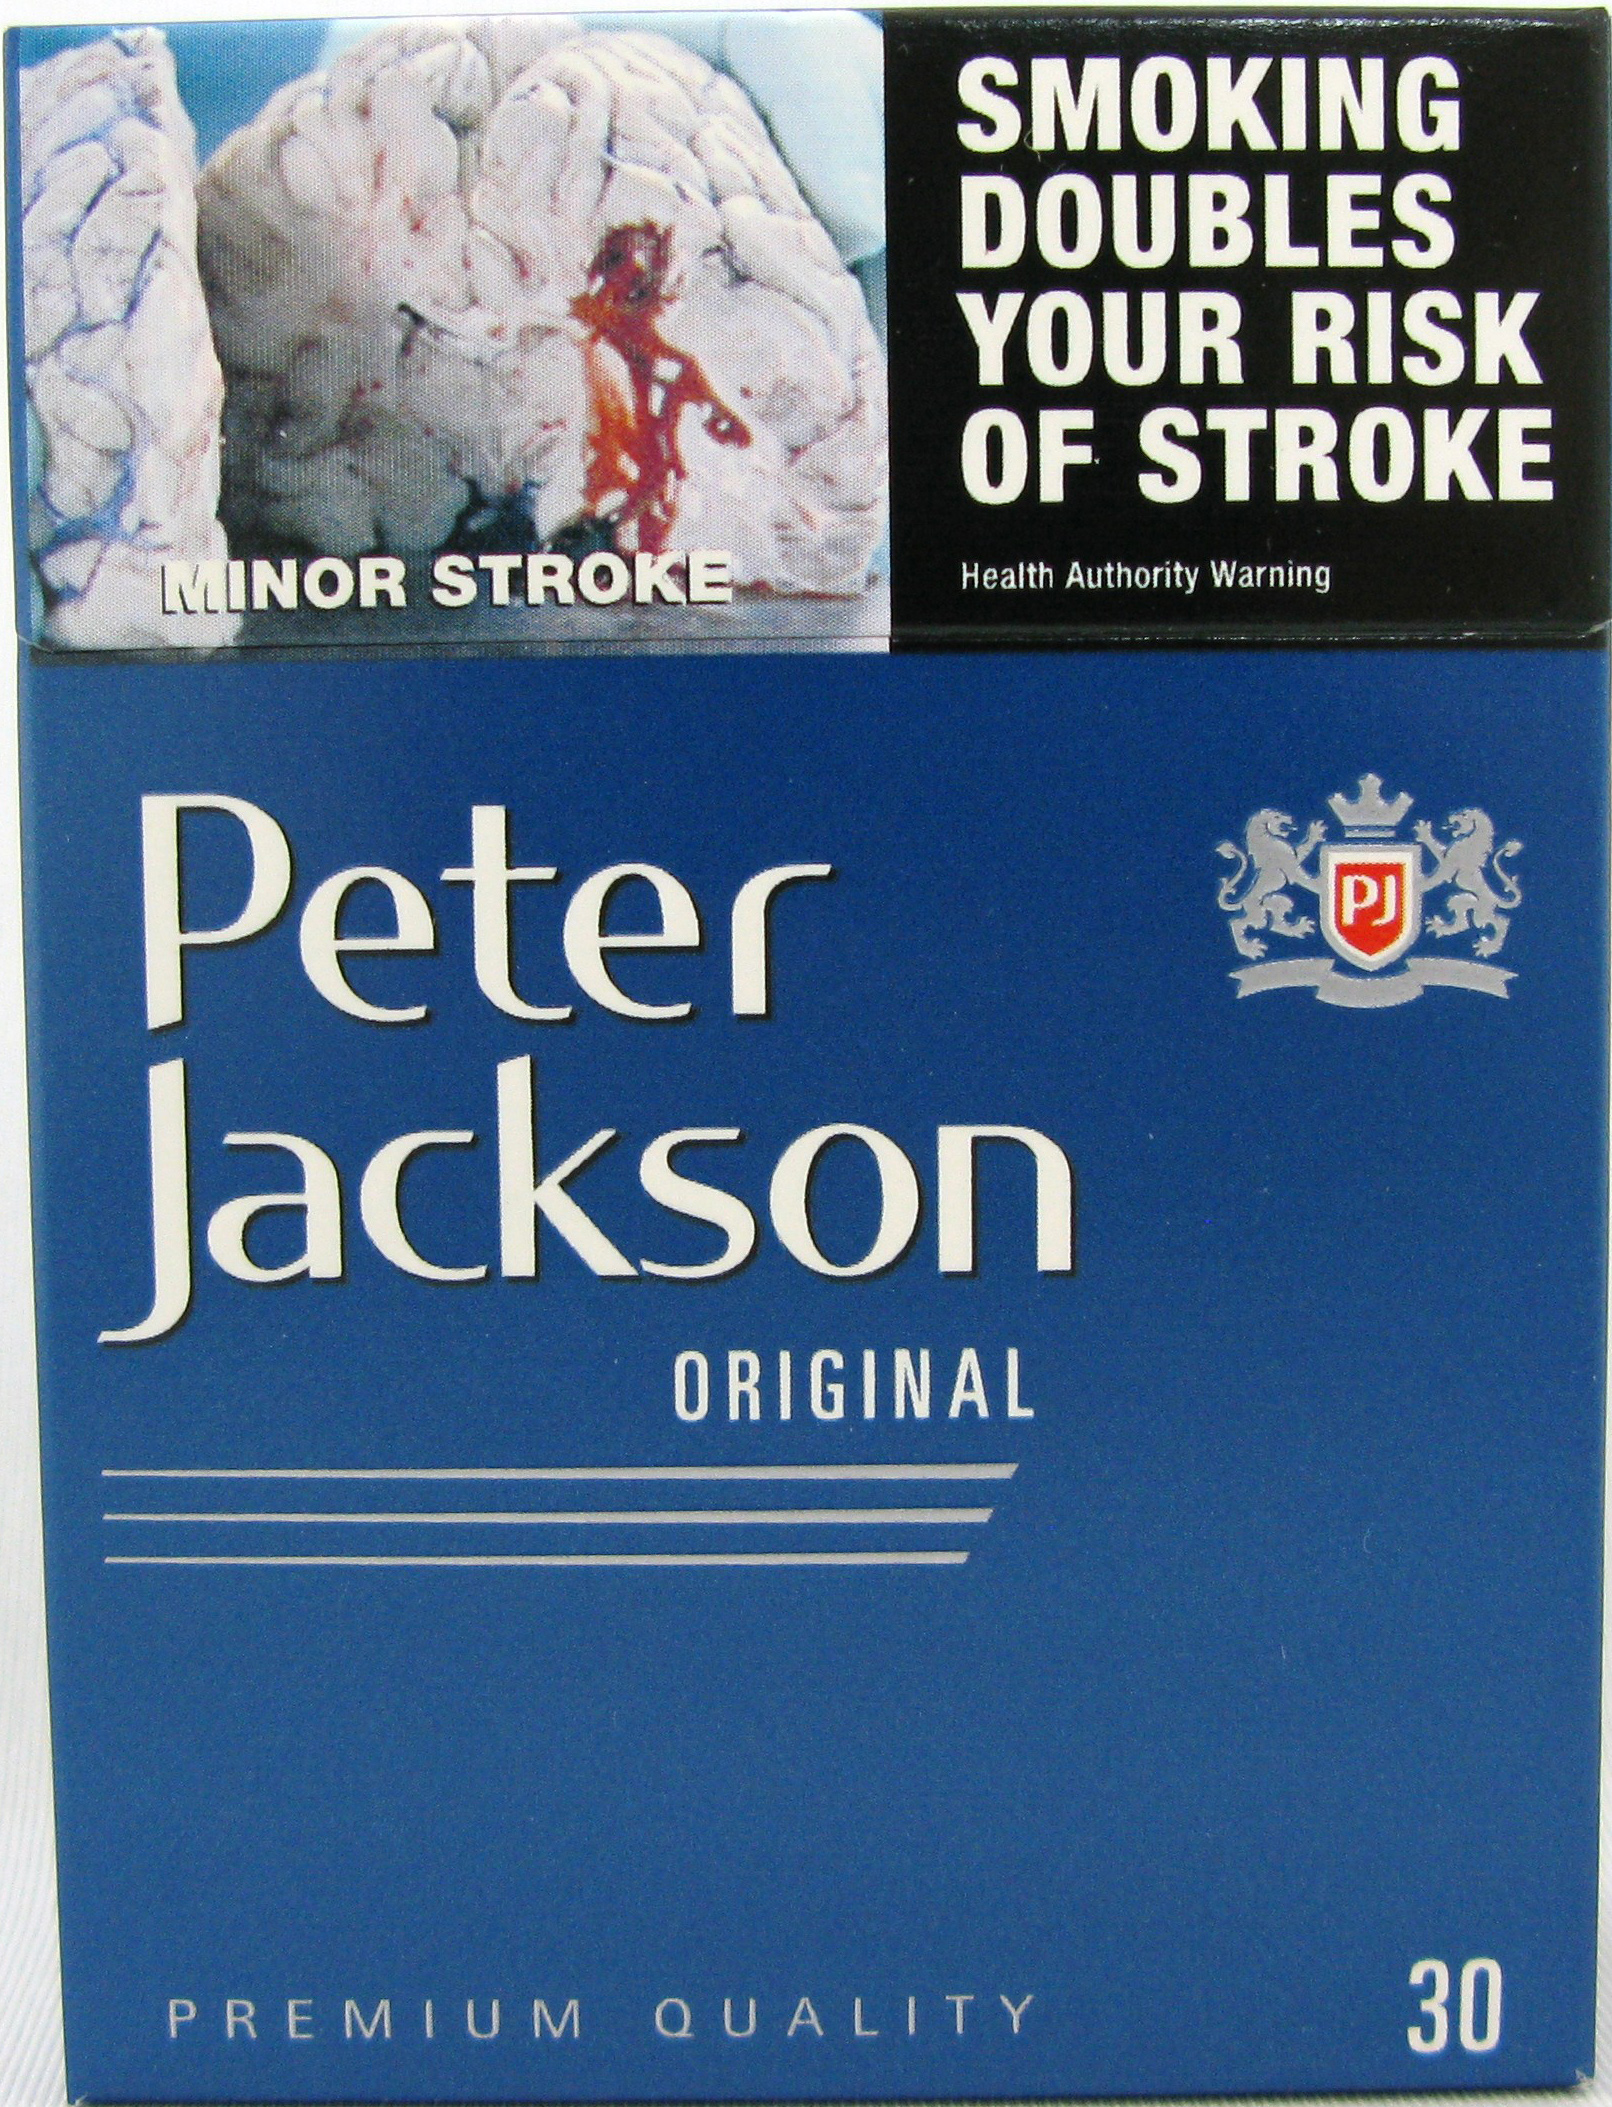 SMOKING
DOUBLES
YOUR RISK
OF STROKE
Health Authority Warning
MINOR STROKE
Peter
Jackson
ORIGINAL
PJ
PREMIUM QUALITY
30